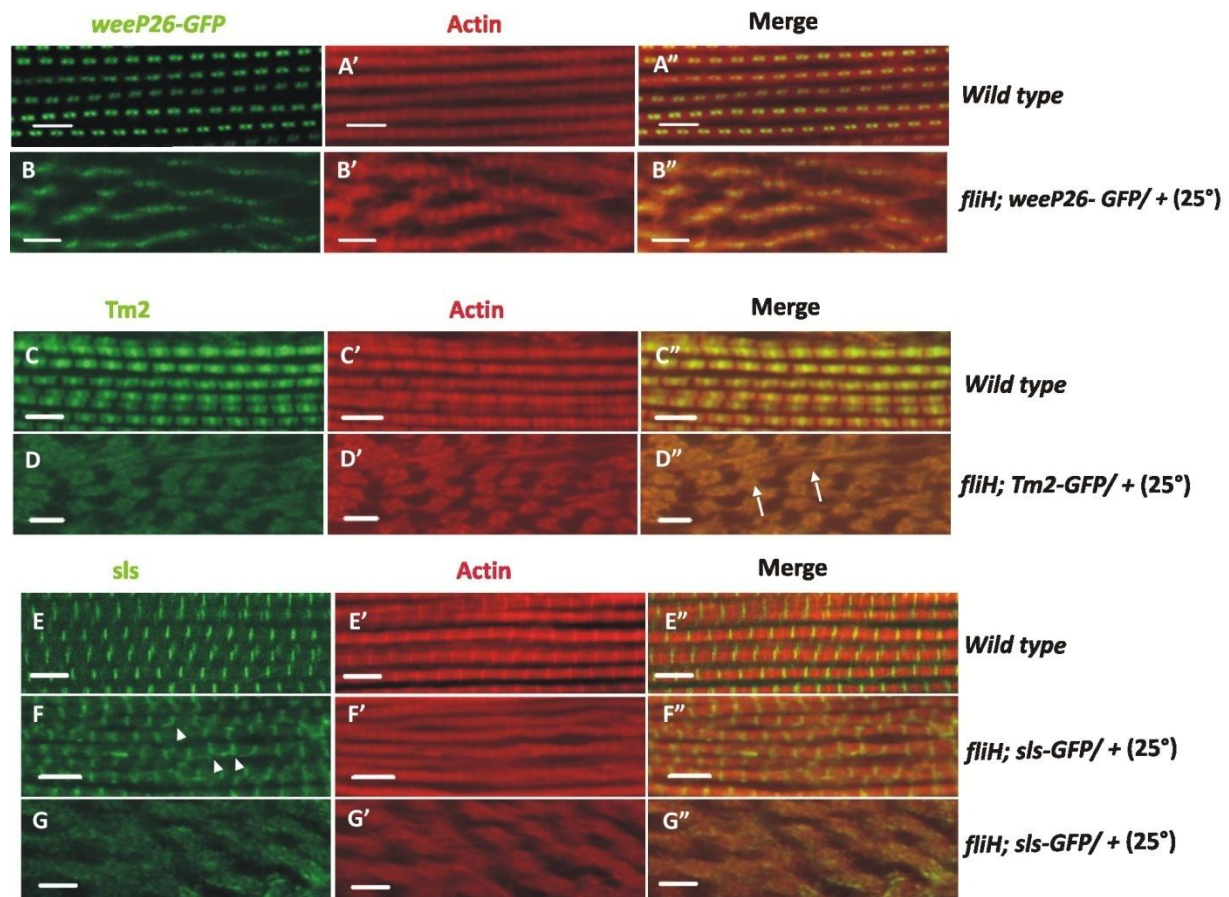 weeP26-GFP Actin Merge
A' A" Wild type
B B' B" fliH; weeP26- GFP/ + (25°)
Tm2 Actin Merge
C C' C" Wild type
D D' D" fliH; Tm2-GFP/ + (25°)
sls Actin Merge
E E' E" Wild type
F F' F" fliH; sls-GFP/ + (25°)
G G' G" fliH; sls-GFP/ + (25°)